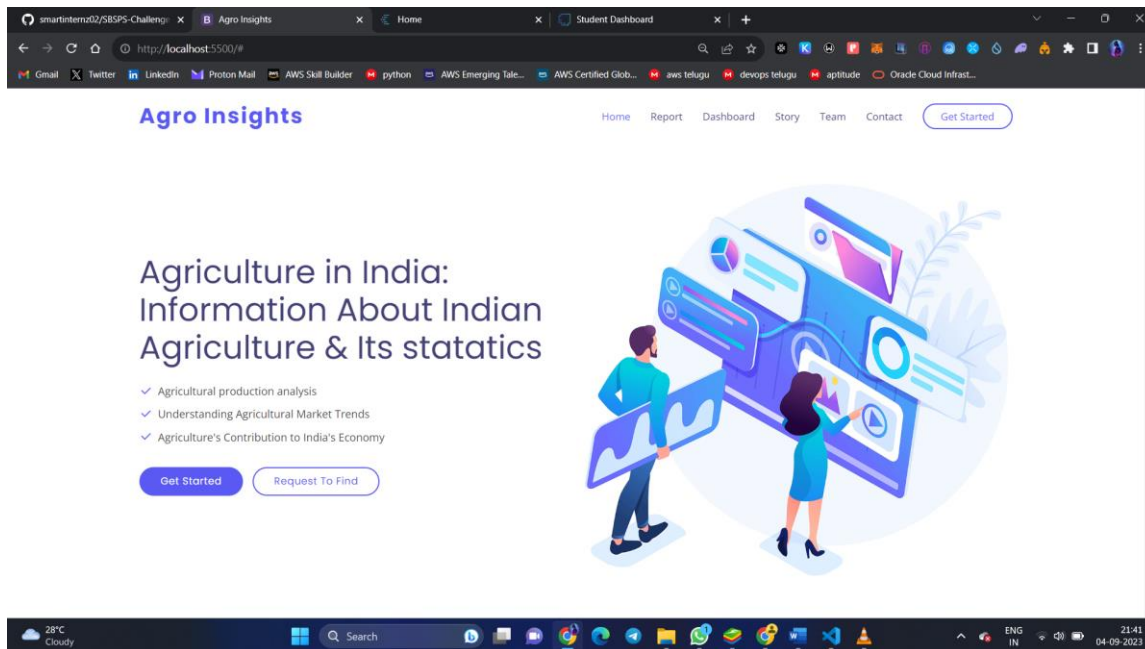 smartinternz02/SBSPS-Challenge
Agro Insights
Home
Student Dashboard
http://localhost:5500/#
Gmail Twitter LinkedIn Proton Mail AWS Skill Builder python AWS Emerging Tale... AWS Certified Glob... aws telugu devops telugu aptitude Oracle Cloud Infrast...
Agro Insights
Home Report Dashboard Story Team Contact Get Started
Agriculture in India:
Information About Indian
Agriculture & Its statatics
Agricultural production analysis
Understanding Agricultural Market Trends
Agriculture's Contribution to India's Economy
Get Started Request To Find
28°C
Cloudy
Search
ENG
IN
21:41
04-09-2023